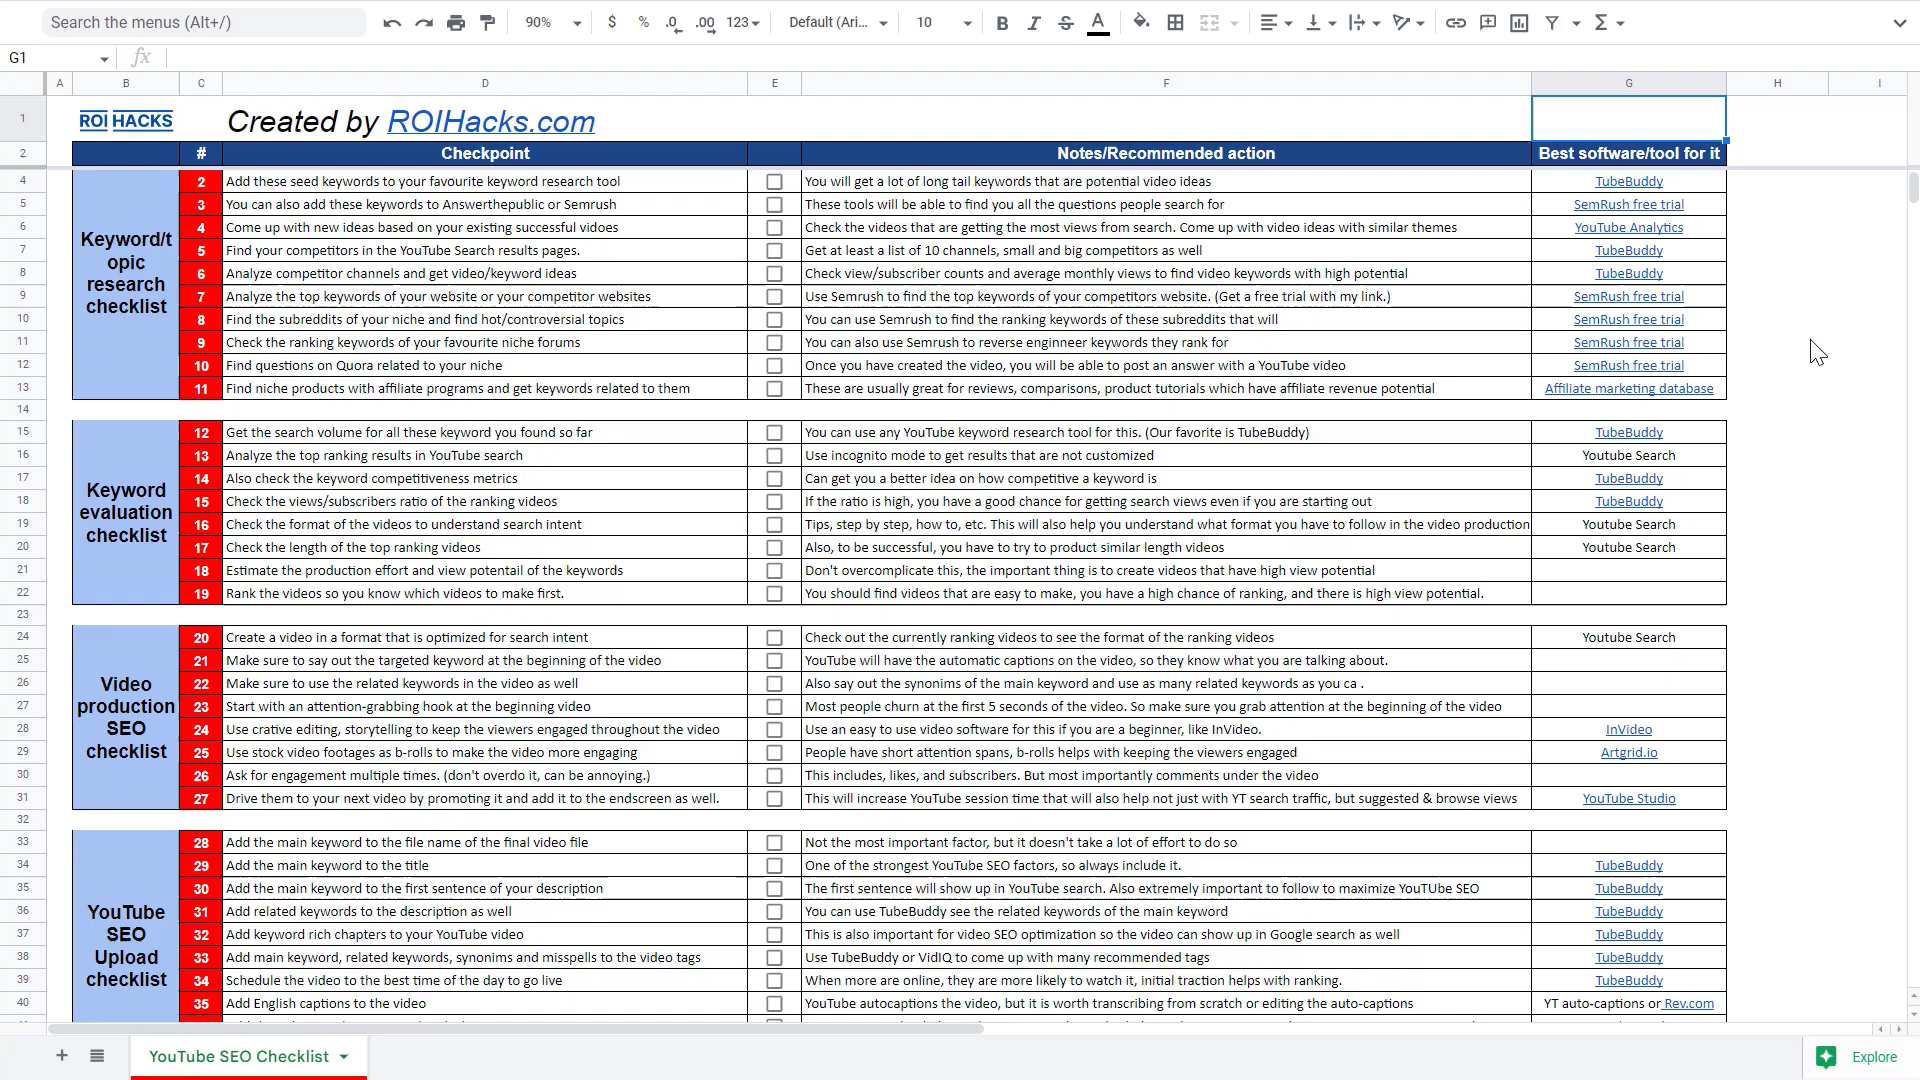 Search the menus (Alt+/) 90% $ % .0 .00 123 Default (Ari... 10 B I S A Σ
G1 fx
A B C D E F G H I
1 ROI HACKS Created by ROIHacks.com
2 # Checkpoint Notes/Recommended action Best software/tool for it
Keyword/t
opic
research
checklist
4 2 Add these seed keywords to your favourite keyword research tool You will get a lot of long tail keywords that are potential video ideas TubeBuddy
5 3 You can also add these keywords to Answerthepublic or Semrush These tools will be able to find you all the questions people search for SemRush free trial
6 4 Come up with new ideas based on your existing successful vidoes Check the videos that are getting the most views from search. Come up with video ideas with similar themes YouTube Analytics
7 5 Find your competitors in the YouTube Search results pages. Get at least a list of 10 channels, small and big competitors as well TubeBuddy
8 6 Analyze competitor channels and get video/keyword ideas Check view/subscriber counts and average monthly views to find video keywords with high potential TubeBuddy
9 7 Analyze the top keywords of your website or your competitor websites Use Semrush to find the top keywords of your competitors website. (Get a free trial with my link.) SemRush free trial
10 8 Find the subreddits of your niche and find hot/controversial topics You can use Semrush to find the ranking keywords of these subreddits that will SemRush free trial
11 9 Check the ranking keywords of your favourite niche forums You can also use Semrush to reverse enginneer keywords they rank for SemRush free trial
12 10 Find questions on Quora related to your niche Once you have created the video, you will be able to post an answer with a YouTube video SemRush free trial
13 11 Find niche products with affiliate programs and get keywords related to them These are usually great for reviews, comparisons, product tutorials which have affiliate revenue potential Affiliate marketing database
14
Keyword
evaluation
checklist
15 12 Get the search volume for all these keyword you found so far You can use any YouTube keyword research tool for this. (Our favorite is TubeBuddy) TubeBuddy
16 13 Analyze the top ranking results in YouTube search Use incognito mode to get results that are not customized Youtube Search
17 14 Also check the keyword competitiveness metrics Can get you a better idea on how competitive a keyword is TubeBuddy
18 15 Check the views/subscribers ratio of the ranking videos If the ratio is high, you have a good chance for getting search views even if you are starting out TubeBuddy
19 16 Check the format of the videos to understand search intent Tips, step by step, how to, etc. This will also help you understand what format you have to follow in the video production Youtube Search
20 17 Check the length of the top ranking videos Also, to be successful, you have to try to product similar length videos Youtube Search
21 18 Estimate the production effort and view potentail of the keywords Don't overcomplicate this, the important thing is to create videos that have high view potential
22 19 Rank the videos so you know which videos to make first. You should find videos that are easy to make, you have a high chance of ranking, and there is high view potential.
23
Video
production
SEO
checklist
24 20 Create a video in a format that is optimized for search intent Check out the currently ranking videos to see the format of the ranking videos Youtube Search
25 21 Make sure to say out the targeted keyword at the beginning of the video YouTube will have the automatic captions on the video, so they know what you are talking about.
26 22 Make sure to use the related keywords in the video as well Also say out the synonims of the main keyword and use as many related keywords as you ca .
27 23 Start with an attention-grabbing hook at the beginning video Most people churn at the first 5 seconds of the video. So make sure you grab attention at the beginning of the video
28 24 Use crative editing, storytelling to keep the viewers engaged throughout the video Use an easy to use video software for this if you are a beginner, like InVideo. InVideo
29 25 Use stock video footages as b-rolls to make the video more engaging People have short attention spans, b-rolls helps with keeping the viewers engaged Artgrid.io
30 26 Ask for engagement multiple times. (don't overdo it, can be annoying.) This includes, likes, and subscribers. But most importantly comments under the video
31 27 Drive them to your next video by promoting it and add it to the endscreen as well. This will increase YouTube session time that will also help not just with YT search traffic, but suggested & browse views YouTube Studio
32
YouTube
SEO
Upload
checklist
33 28 Add the main keyword to the file name of the final video file Not the most important factor, but it doesn't take a lot of effort to do so
34 29 Add the main keyword to the title One of the strongest YouTube SEO factors, so always include it. TubeBuddy
35 30 Add the main keyword to the first sentence of your description The first sentence will show up in YouTube search. Also extremely important to follow to maximize YouTube SEO TubeBuddy
36 31 Add related keywords to the description as well You can use TubeBuddy see the related keywords of the main keyword TubeBuddy
37 32 Add keyword rich chapters to your YouTube video This is also important for video SEO optimization so the video can show up in Google search as well TubeBuddy
38 33 Add main keyword, related keywords, synonims and misspells to the video tags Use TubeBuddy or VidIQ to come up with many recommended tags TubeBuddy
39 34 Schedule the video to the best time of the day to go live When more are online, they are more likely to watch it, initial traction helps with ranking. TubeBuddy
40 35 Add English captions to the video YouTube autocaptions the video, but it is worth transcribing from scratch or editing the auto-captions YT auto-captions or Rev.com
+ YouTube SEO Checklist Explore